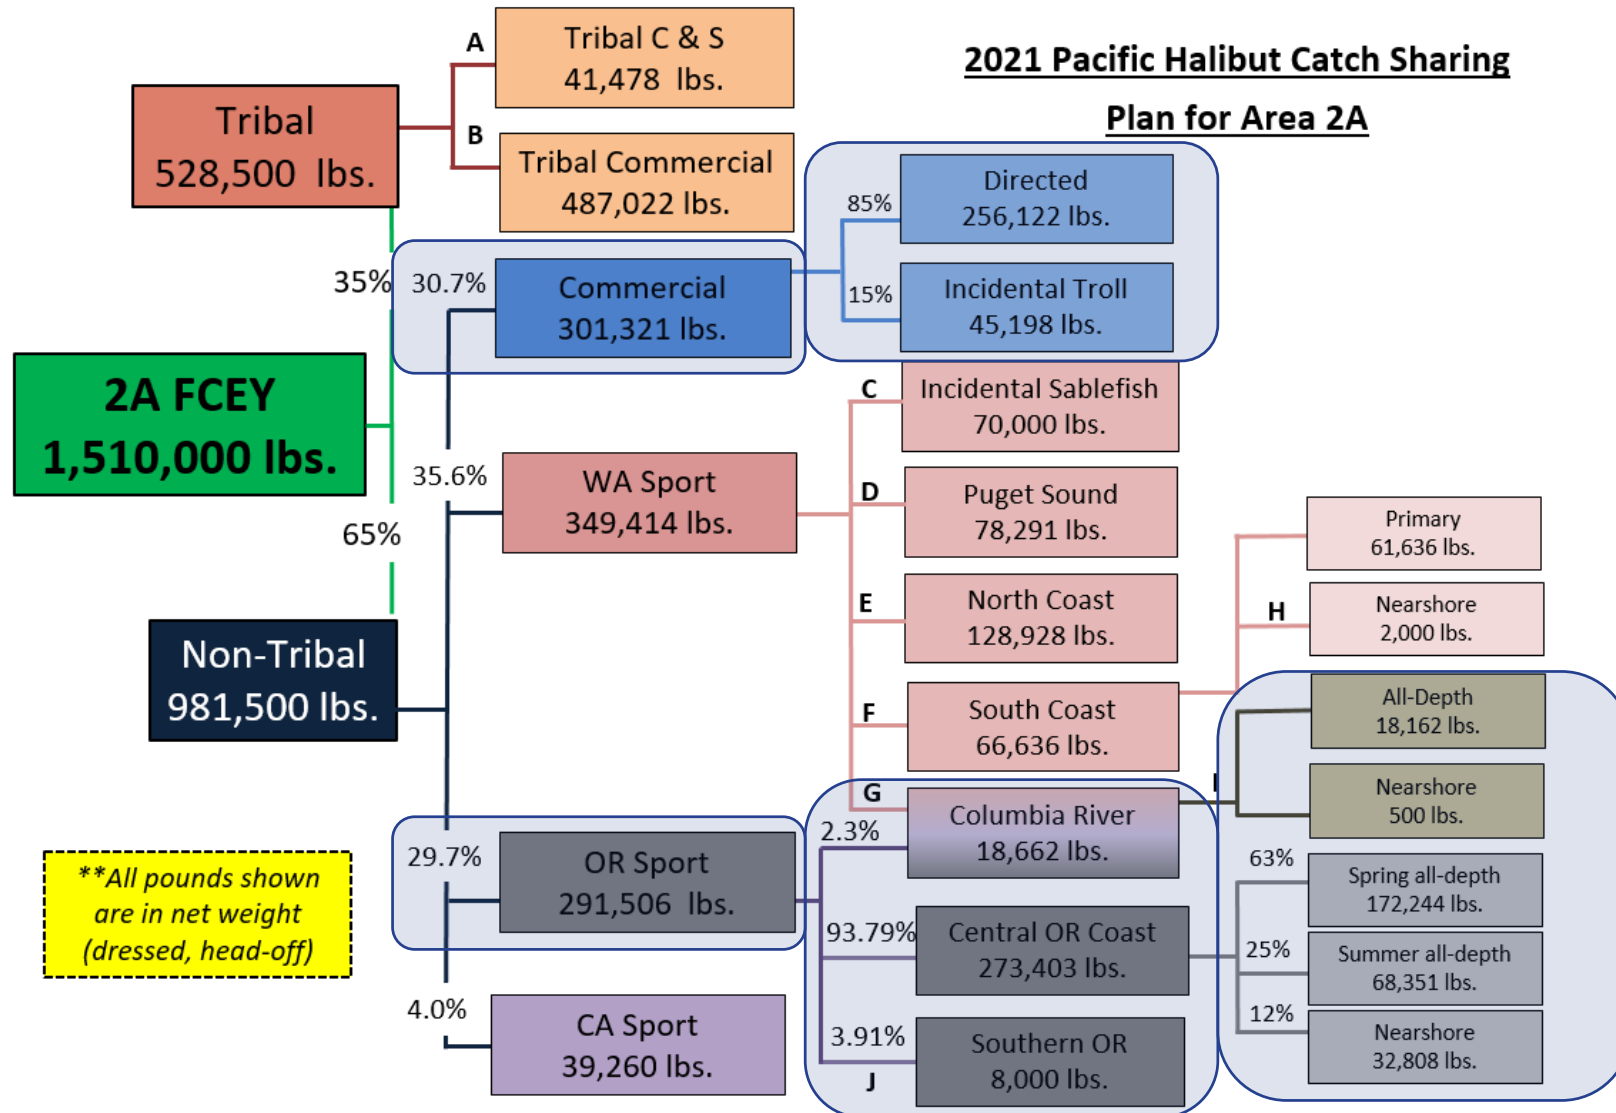 2021 Pacific Halibut Catch Sharing
Plan for Area 2A
2A FCEY
1,510,000 lbs.
35%
65%
Tribal
528,500 lbs.
A
Tribal C & S
41,478 lbs.
B
Tribal Commercial
487,022 lbs.
Non-Tribal
981,500 lbs.
30.7%
Commercial
301,321 lbs.
85%
Directed
256,122 lbs.
15%
Incidental Troll
45,198 lbs.
35.6%
WA Sport
349,414 lbs.
C
Incidental Sablefish
70,000 lbs.
D
Puget Sound
78,291 lbs.
E
North Coast
128,928 lbs.
F
South Coast
66,636 lbs.
Primary
61,636 lbs.
H
Nearshore
2,000 lbs.
G
2.3%
Columbia River
18,662 lbs.
I
All-Depth
18,162 lbs.
Nearshore
500 lbs.
29.7%
OR Sport
291,506 lbs.
93.79%
Central OR Coast
273,403 lbs.
63%
Spring all-depth
172,244 lbs.
25%
Summer all-depth
68,351 lbs.
12%
Nearshore
32,808 lbs.
3.91%
J
Southern OR
8,000 lbs.
4.0%
CA Sport
39,260 lbs.
**All pounds shown
are in net weight
(dressed, head-off)